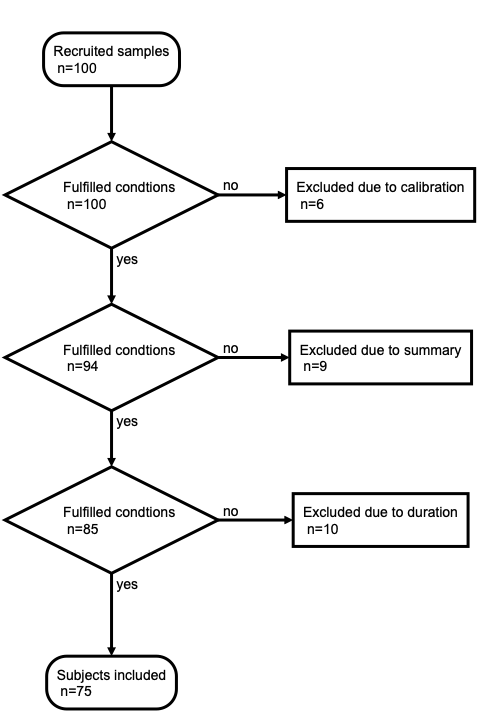 Recruited samples
n=100
Fulfilled condtions
n=100
no
Excluded due to calibration
n=6
yes
Fulfilled condtions
n=94
no
Excluded due to summary
n=9
yes
Fulfilled condtions
n=85
no
Excluded due to duration
n=10
yes
Subjects included
n=75